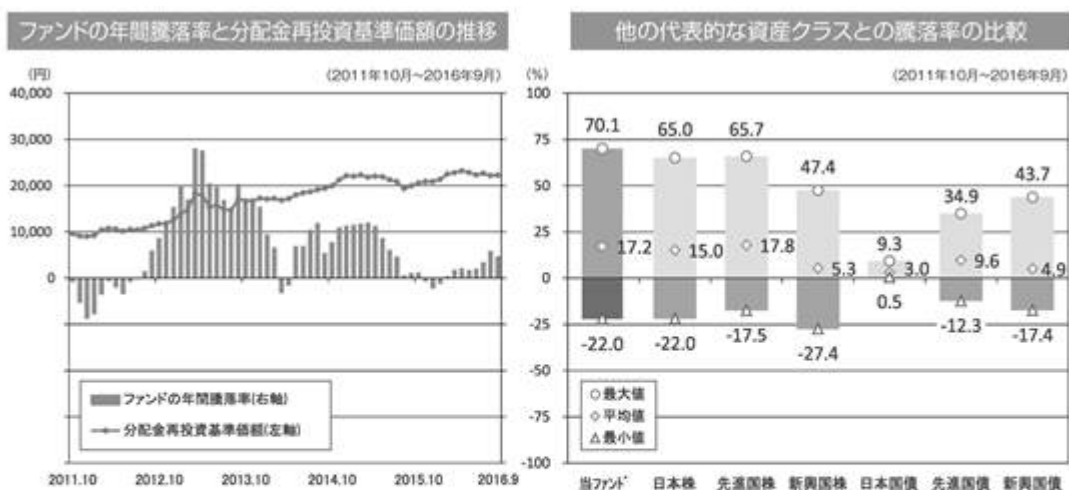 ファンドの年間騰落率と分配金再投資基準価額の推移
(円)
(2011年10月～2016年9月)
40,000
30,000
20,000
10,000
0
ファンドの年間騰落率(右軸)
分配金再投資基準価額(左軸)
2011.10
2012.10
2013.10
2014.10
2015.10
2016.9
他の代表的な資産クラスとの騰落率の比較
(%)
(2011年10月～2016年9月)
100
75
50
25
0
-25
-50
-75
-100
70.1
65.0
65.7
47.4
9.3
34.9
43.7
17.2
15.0
17.8
5.3
3.0
9.6
4.9
-22.0
-22.0
-17.5
-27.4
0.5
-12.3
-17.4
最大値
平均値
最小値
当ファンド
日本株
先進国株
新興国株
日本国債
先進国債
新興国債